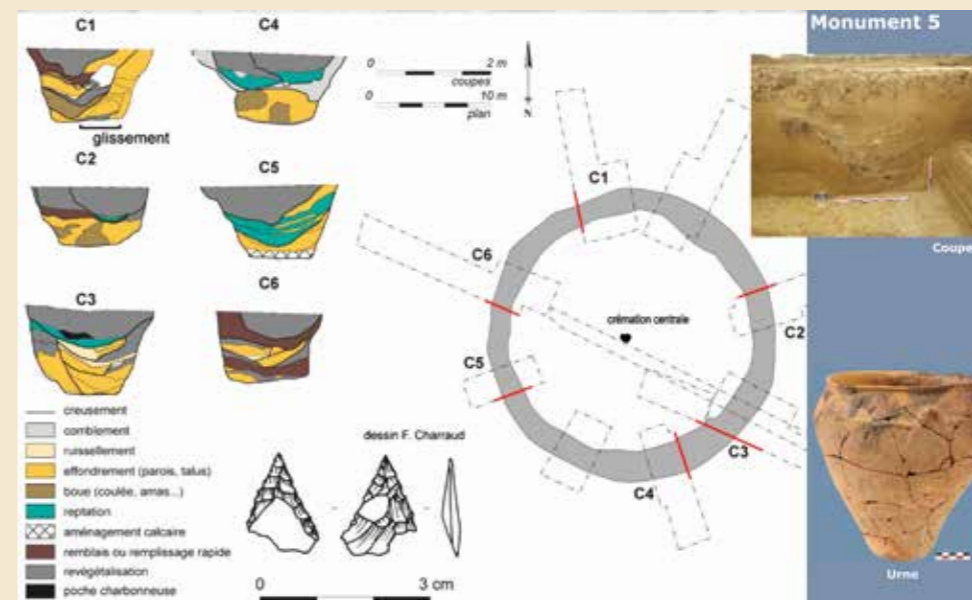 C1
C4
0 2 m
coupes
0 10 m
plan
N
Monument 5
glissement
C2
C5
C1
Coupe
C6
C3
C6
crémation centrale
C2
C5
C3
C4
creusement
comblement
ruissellement
effondrement (parois, talus)
boue (coulée, amas...)
reptation
aménagement calcaire
remblais ou remplissage rapide
revégétalisation
poche charbonneuse
dessin F. Charraud
0 3 cm
Urne